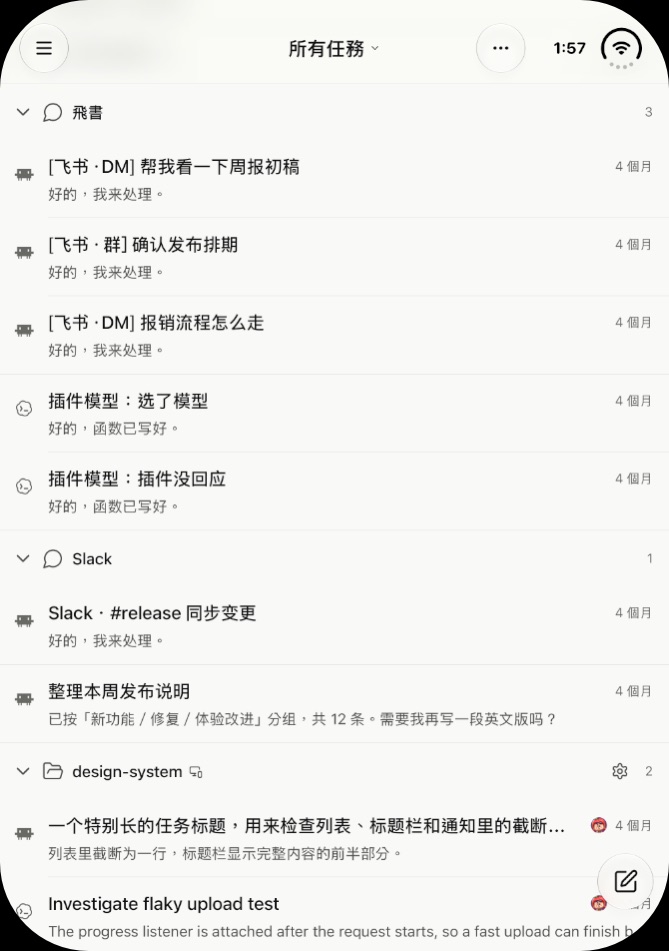 所有任務
1:57
飛書
3
[飞书 · DM] 帮我看一下周报初稿
4 個月
好的，我来处理。
[飞书 · 群] 确认发布排期
4 個月
好的，我来处理。
[飞书 · DM] 报销流程怎么走
4 個月
好的，我来处理。
插件模型：选了模型
4 個月
好的，函数已写好。
插件模型：插件没回应
4 個月
好的，函数已写好。
Slack
1
Slack · #release 同步变更
4 個月
好的，我来处理。
整理本周发布说明
4 個月
已按「新功能 / 修复 / 体验改进」分组，共 12 条。需要我再写一段英文版吗？
design-system
2
一个特别长的任务标题，用来检查列表、标题栏和通知里的截断…
4 個月
列表里截断为一行，标题栏显示完整内容的前半部分。
Investigate flaky upload test
月
The progress listener is attached after the request starts, so a fast upload can finish b